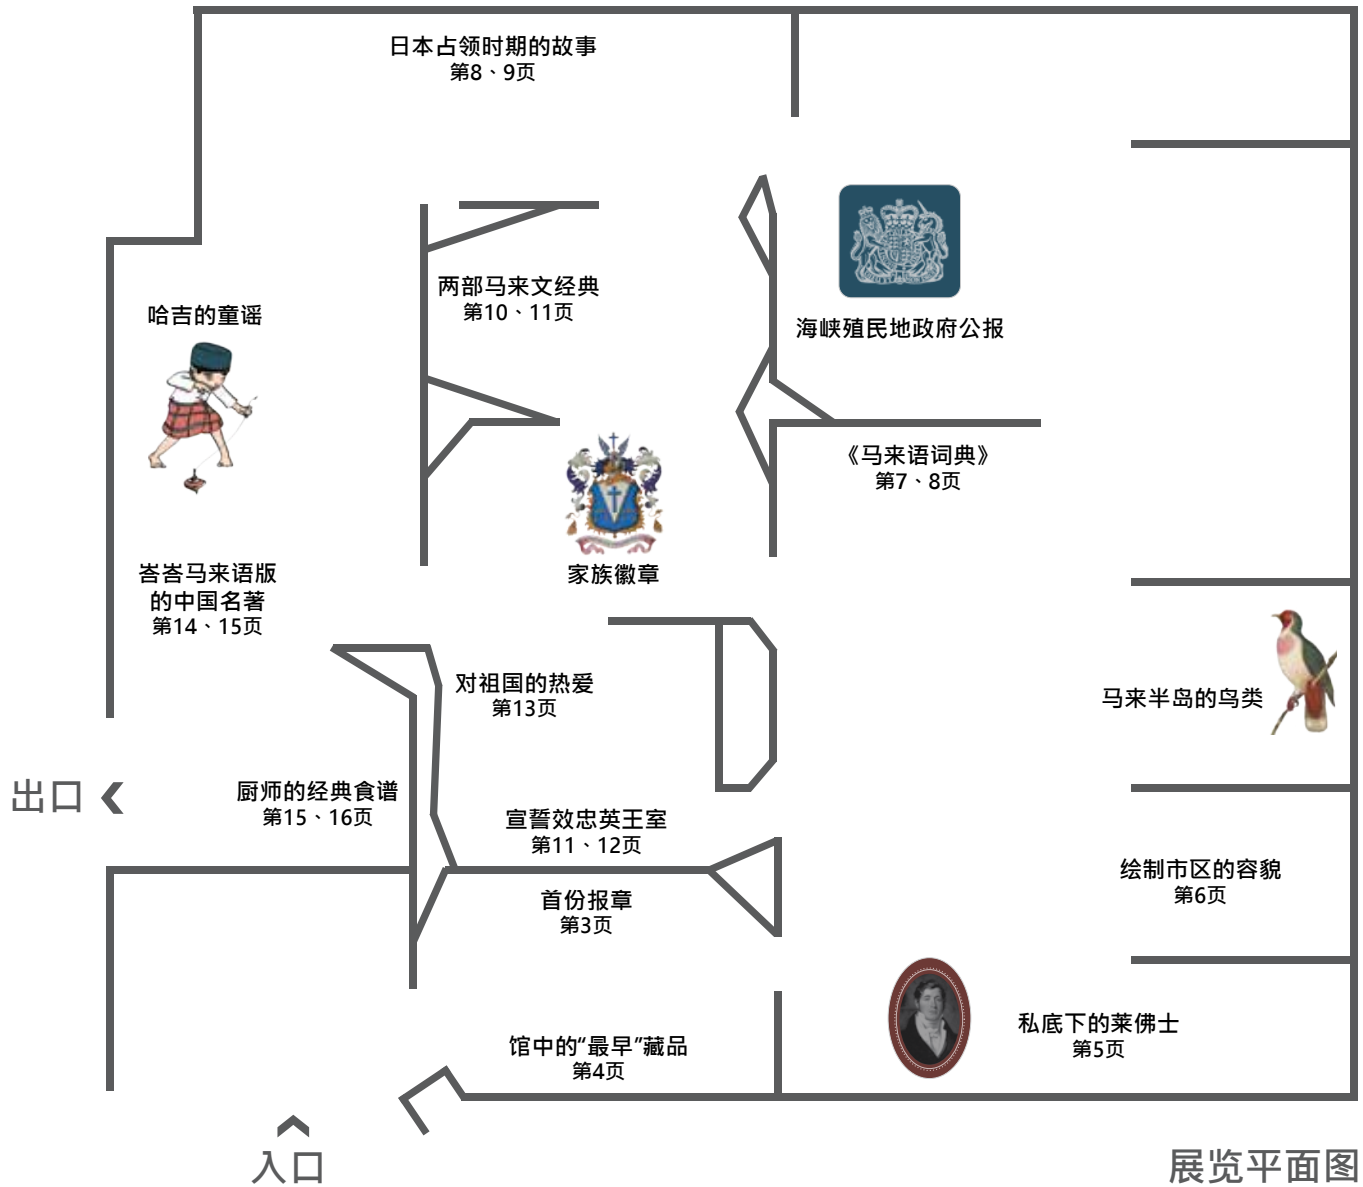 日本占领时期的故事
第8、9页
两部马来文经典
第10、11页
哈吉的童谣
海峡殖民地政府公报
《马来语词典》
第7、8页
峇峇马来语版
的中国名著
第14、15页
家族徽章
对祖国的热爱
第13页
马来半岛的鸟类
出口
厨师的经典食谱
第15、16页
宣誓效忠英王室
第11、12页
首份报章
第3页
绘制市区的容貌
第6页
私底下的莱佛士
第5页
馆中的“最早”藏品
第4页
入口
展览平面图